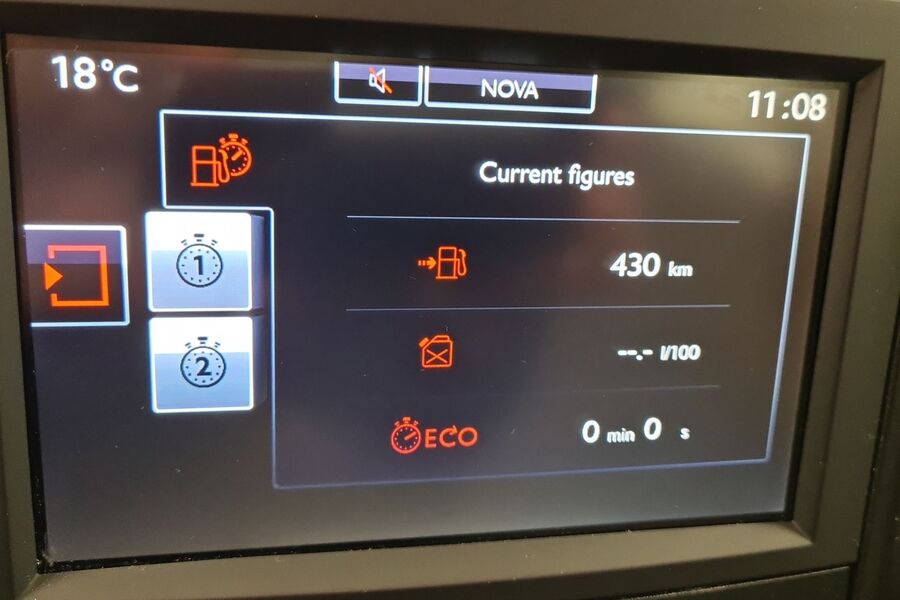 18°C
NOVA
11:08
Current figures
1
430 km
2
--.- l/100
ECO
0 min 0 s